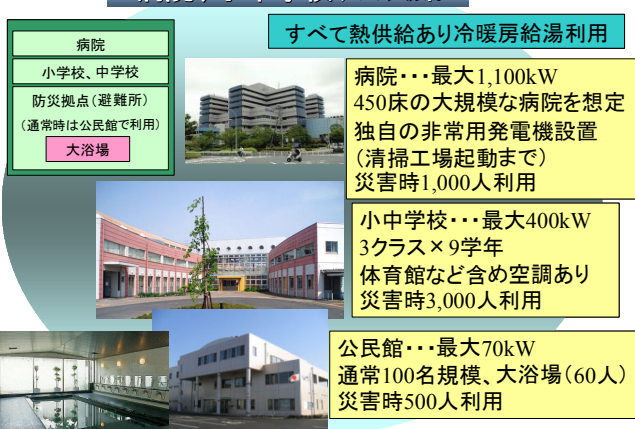 すべて熱供給あり冷暖房給湯利用
病院
小学校、中学校
防災拠点(避難所)
(通常時は公民館で利用)
大浴場
病院・・・最大1,100kW
450床の大規模な病院を想定
独自の非常用発電機設置
(清掃工場起動まで)
災害時1,000人利用
小中学校・・・最大400kW
3クラス×9学年
体育館など含め空調あり
災害時3,000人利用
公民館・・・最大70kW
通常100名規模、大浴場(60人)
災害時500人利用